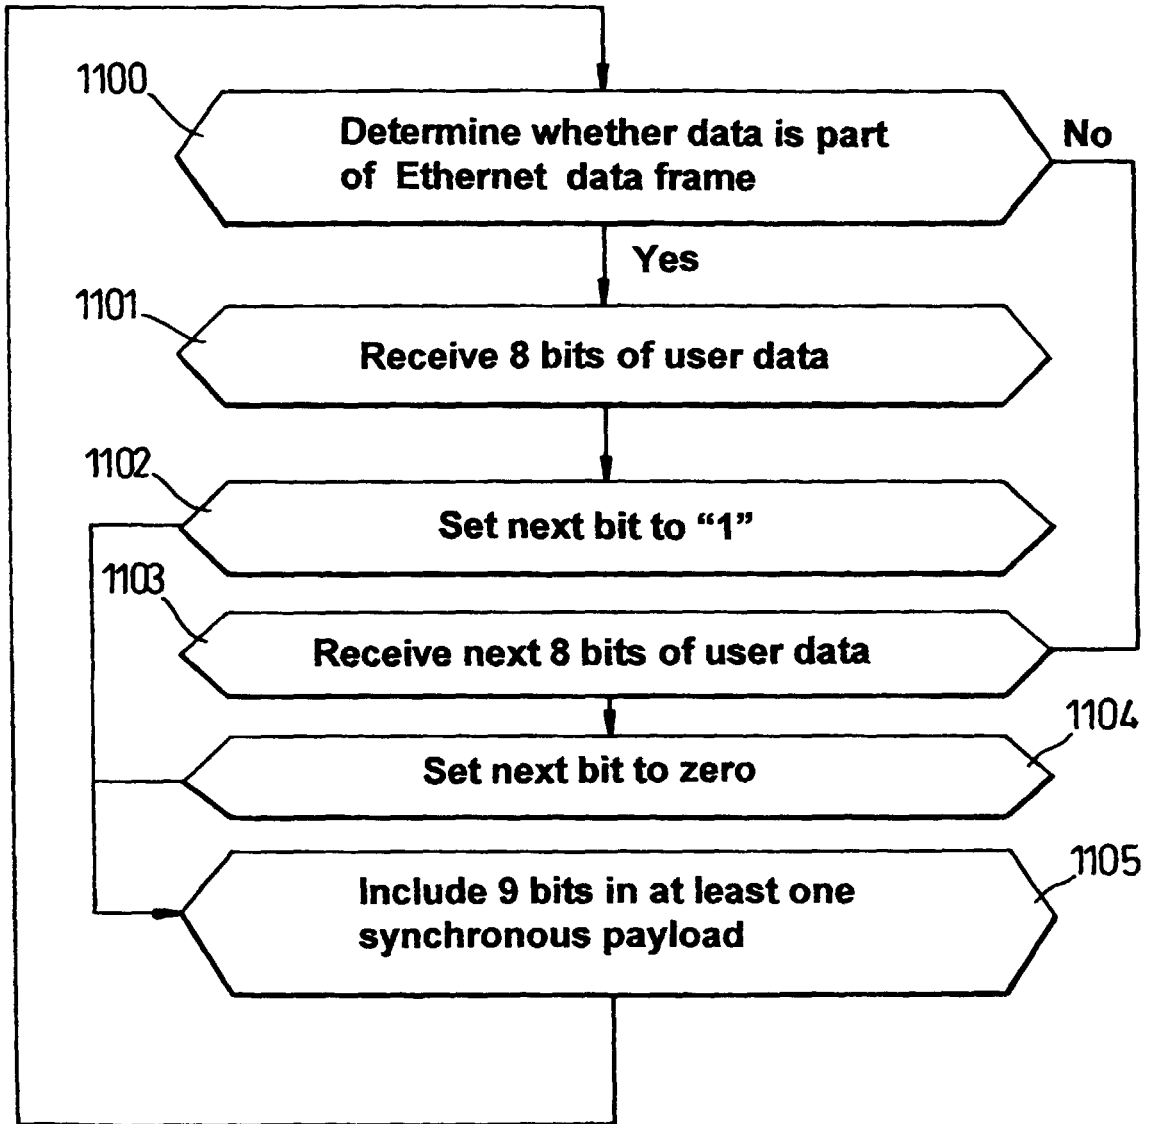 1100
Determine whether data is part
of Ethernet data frame
No
Yes
1101
Receive 8 bits of user data
1102
Set next bit to “1”
1103
Receive next 8 bits of user data
1104
Set next bit to zero
1105
Include 9 bits in at least one
synchronous payload